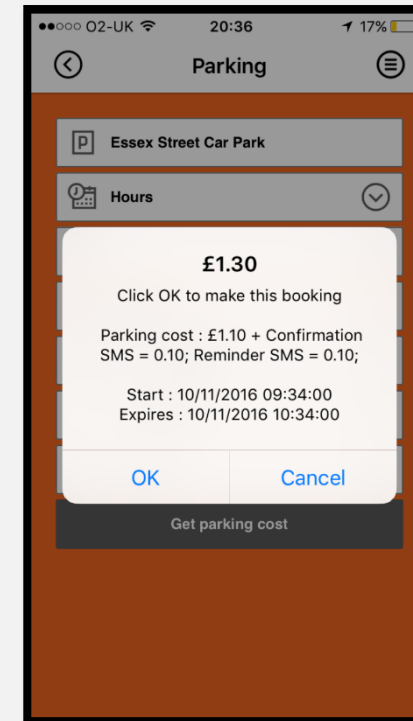 O2-UK 20:36 17%
Parking
P Essex Street Car Park
Hours
£1.30
Click OK to make this booking
Parking cost : £1.10 + Confirmation
SMS = 0.10; Reminder SMS = 0.10;
Start : 10/11/2016 09:34:00
Expires : 10/11/2016 10:34:00
OK Cancel
Get parking cost